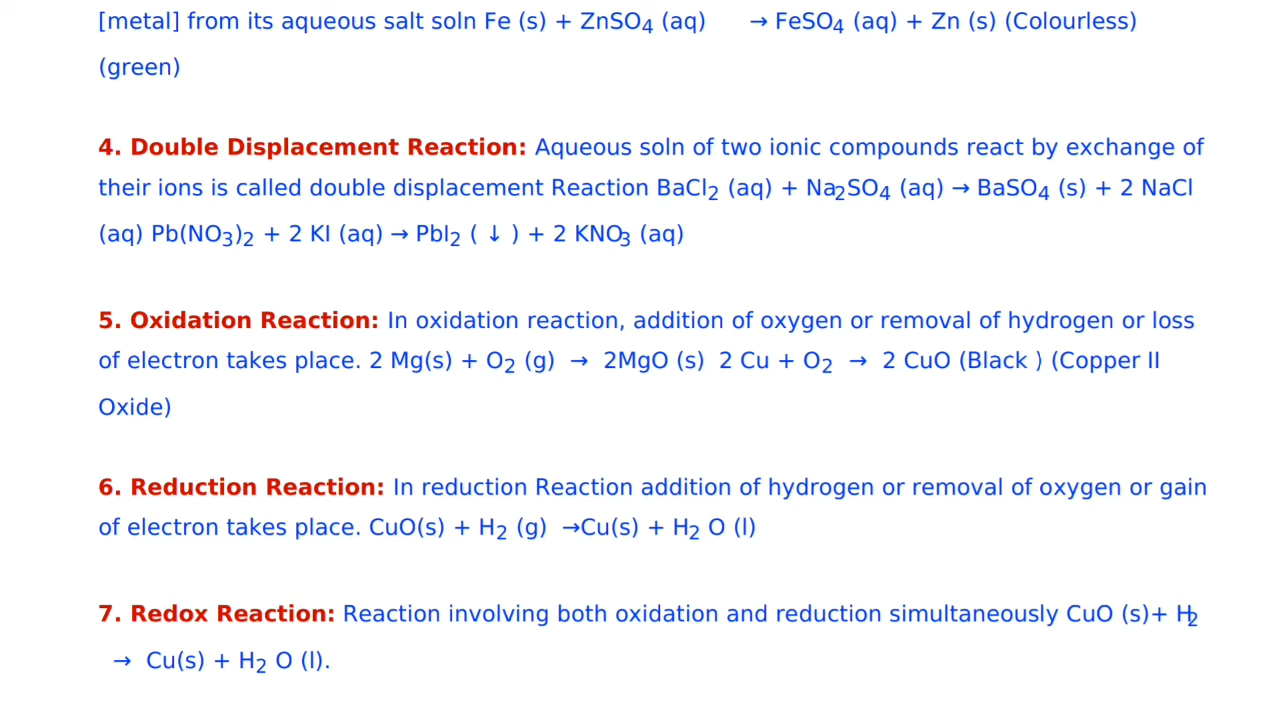 [metal] from its aqueous salt soln Fe (s) + ZnSO4 (aq) → FeSO4 (aq) + Zn (s) (Colourless)
(green)
4. Double Displacement Reaction: Aqueous soln of two ionic compounds react by exchange of
their ions is called double displacement Reaction BaCl2 (aq) + Na2SO4 (aq) → BaSO4 (s) + 2 NaCl
(aq) Pb(NO3)2 + 2 KI (aq) → PbI2 ( ↓ ) + 2 KNO3 (aq)
5. Oxidation Reaction: In oxidation reaction, addition of oxygen or removal of hydrogen or loss
of electron takes place. 2 Mg(s) + O2 (g) → 2MgO (s) 2 Cu + O2 → 2 CuO (Black ) (Copper II
Oxide)
6. Reduction Reaction: In reduction Reaction addition of hydrogen or removal of oxygen or gain
of electron takes place. CuO(s) + H2 (g) →Cu(s) + H2 O (l)
7. Redox Reaction: Reaction involving both oxidation and reduction simultaneously CuO (s)+ H2
→ Cu(s) + H2 O (l).